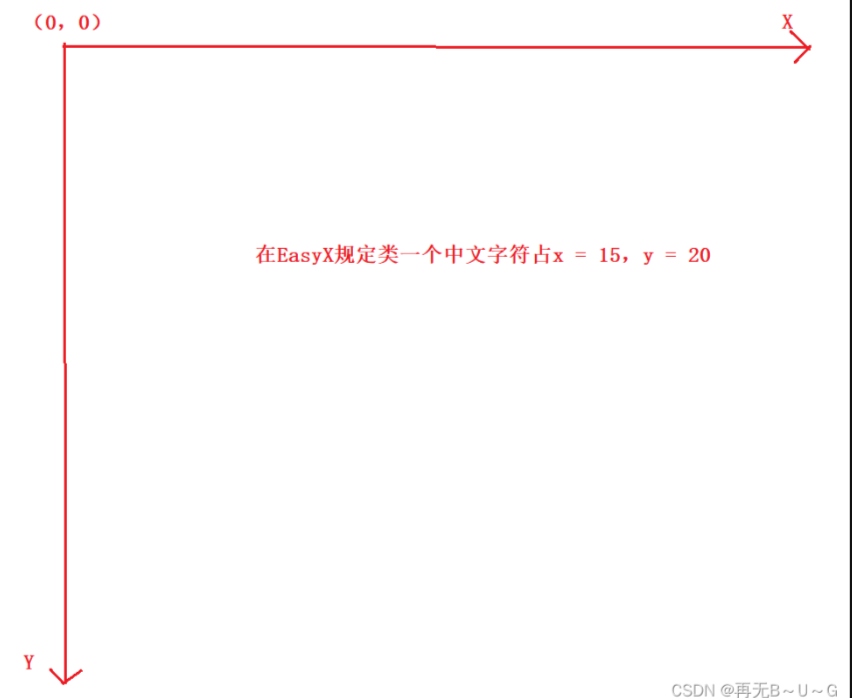 (0, 0)
X
在EasyX规定类一个中文字符占x = 15, y = 20
Y
CSDN @再无B~U~G